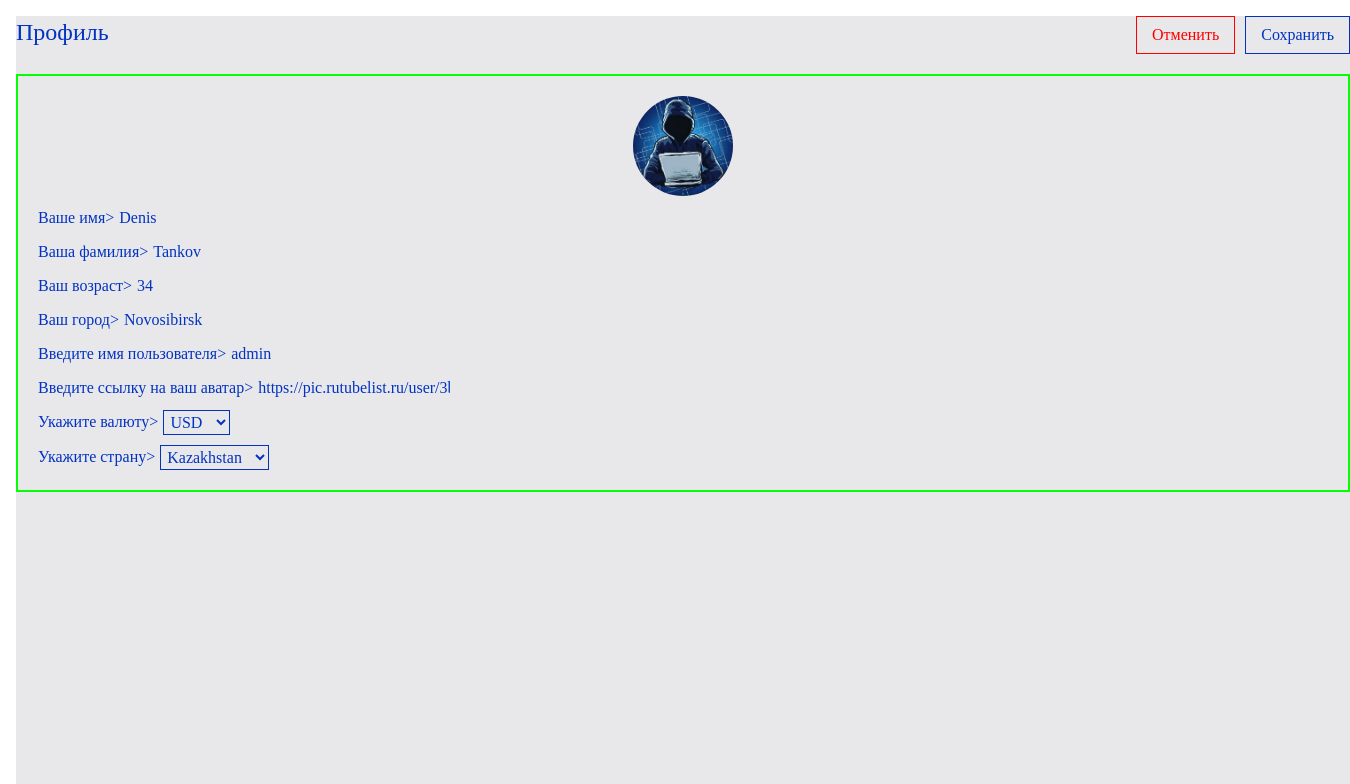 Профиль
Отменить Сохранить
Ваше имя> Denis
Ваша фамилия> Tankov
Ваш возраст> 34
Ваш город> Novosibirsk
Введите имя пользователя> admin
Введите ссылку на ваш аватар> https://pic.rutubelist.ru/user/3
Укажите валюту> USD
Укажите страну> Kazakhstan